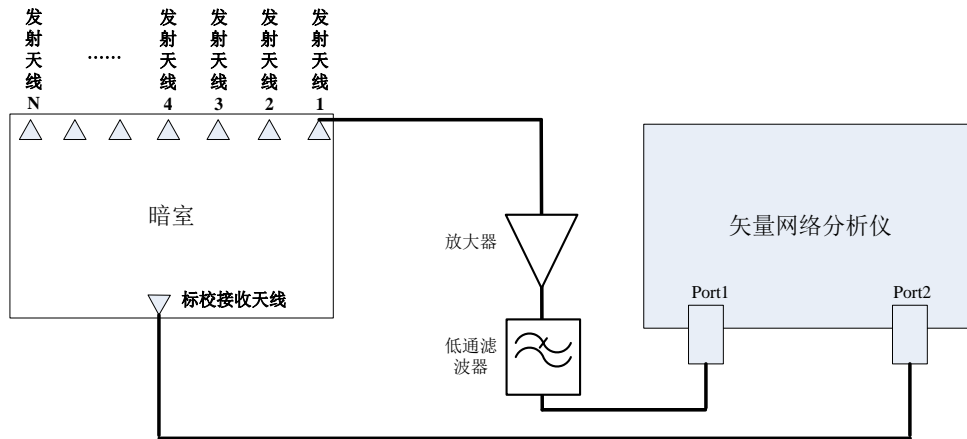 发射天线N
……
发射天线4
发射天线3
发射天线2
发射天线1
暗室
标校接收天线
放大器
低通滤
波器
矢量网络分析仪
Port1
Port2